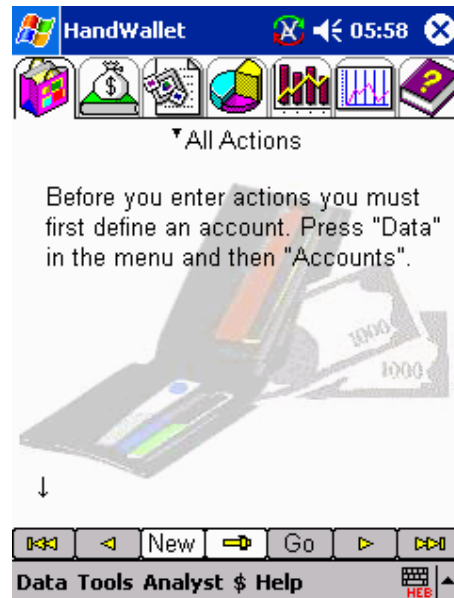 HandWallet 05:58
$
?
All Actions
Before you enter actions you must
first define an account. Press "Data"
in the menu and then "Accounts".
1000
1000
New Go
Data Tools Analyst $ Help
HEB